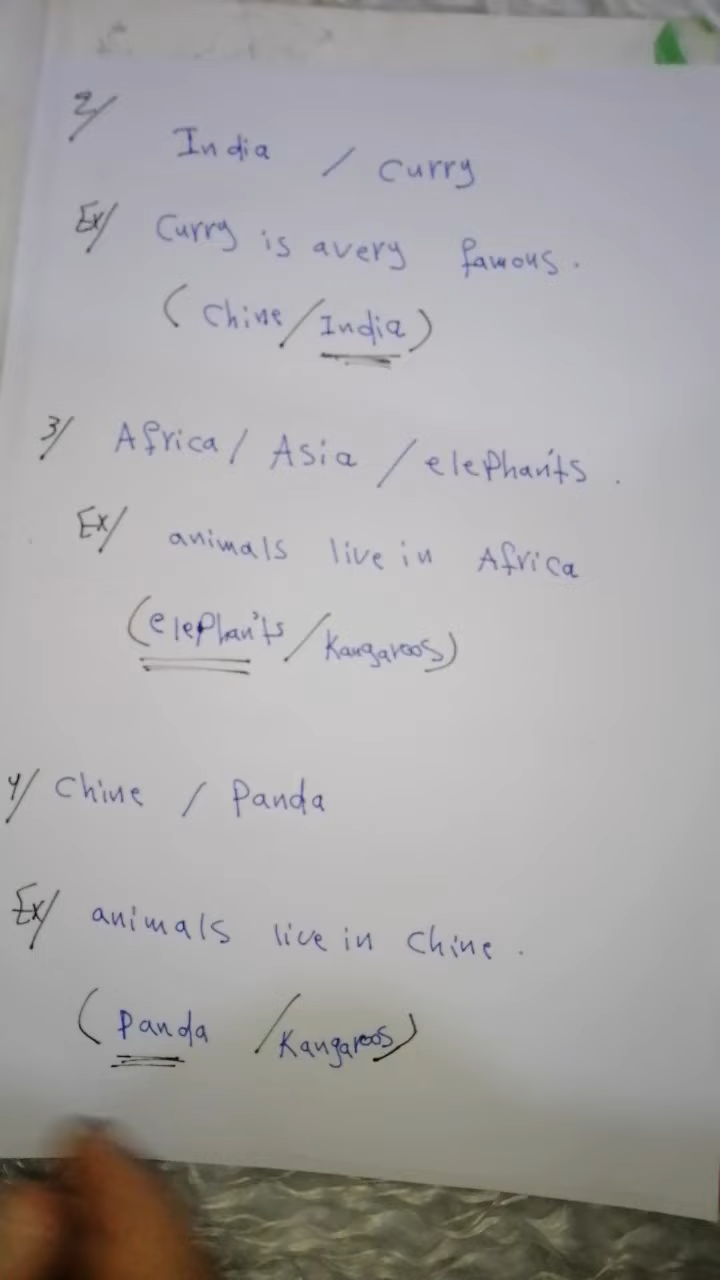 2/
India / Curry
Ex/ Curry is avery famous.
(Chine/India)
3/ Africa/ Asia / elephants.
Ex/ animals live in Africa
(elephants/Kangaroos)
4/ Chine / Panda
Ex/ animals live in Chine.
(Panda /Kangaroos)